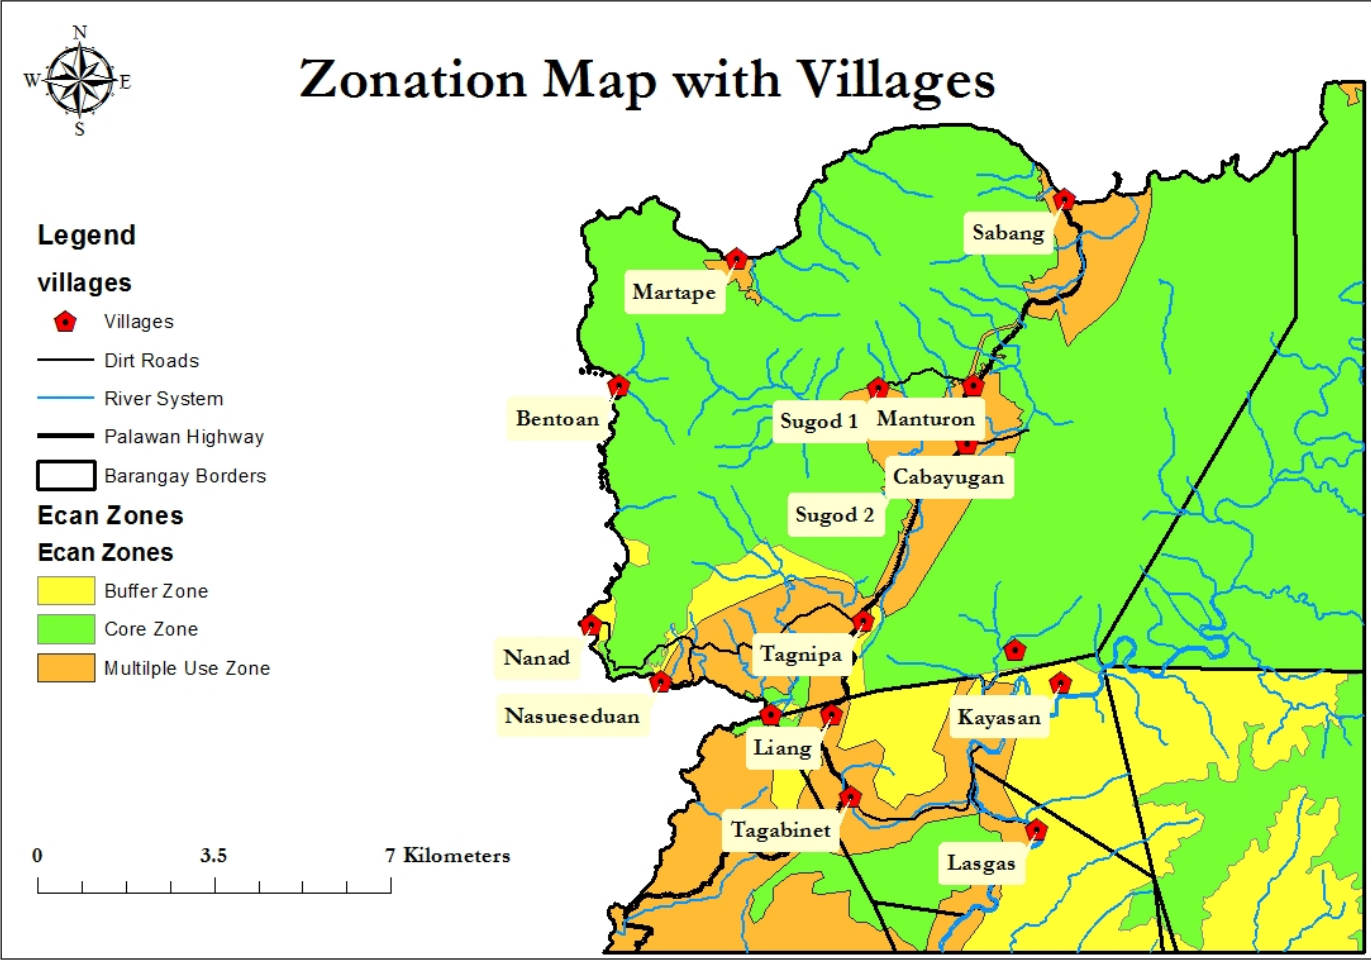 N
W E
S
Zonation Map with Villages
Legend
villages
Villages
Dirt Roads
River System
Palawan Highway
Barangay Borders
Ecan Zones
Ecan Zones
Buffer Zone
Core Zone
Multilple Use Zone
0 3.5 7 Kilometers
Sabang
Martape
Bentoan
Sugod 1
Manturon
Cabayugan
Sugod 2
Tagnipa
Nanad
Nasueseduan
Kayasan
Liang
Tagabinet
Lasgas